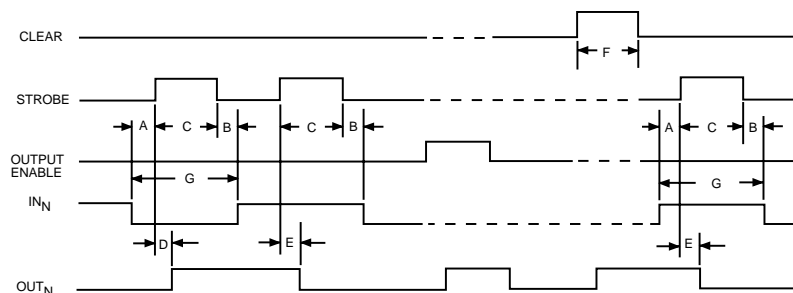 CLEAR
F
STROBE
A C B C B A C B
OUTPUT
ENABLE
G G
IN_N
D E E
OUT_N